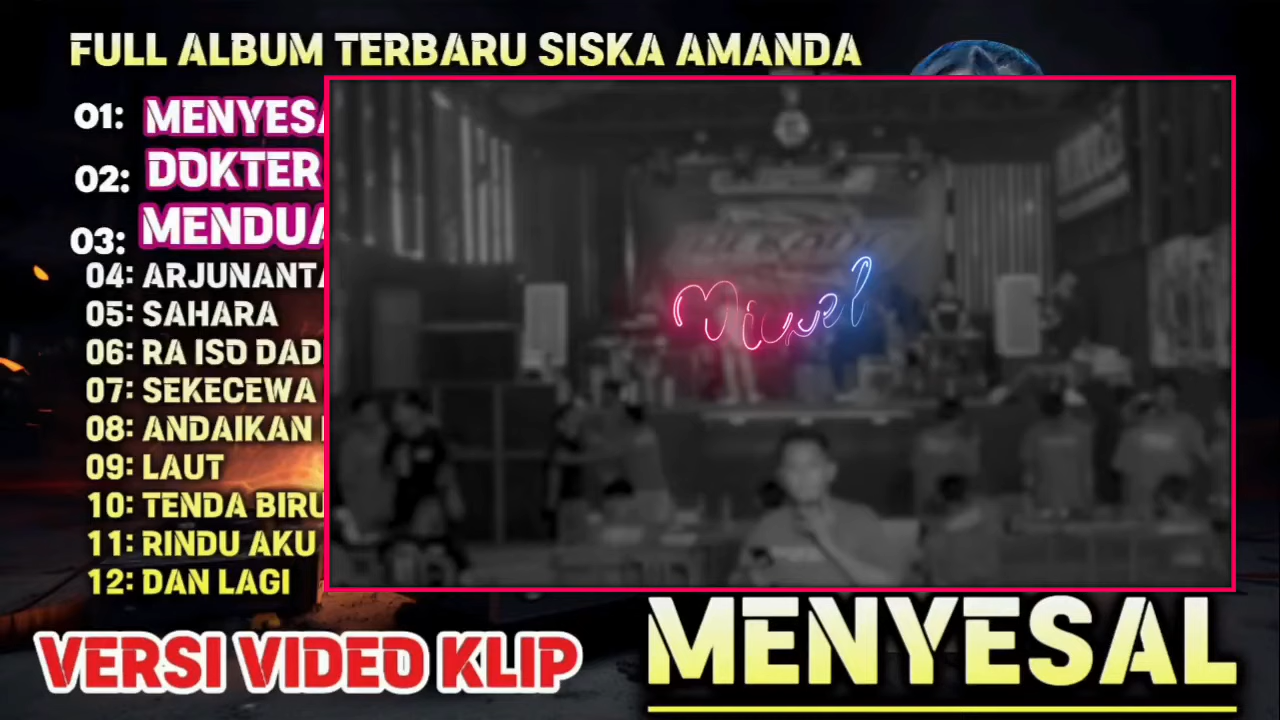 FULL ALBUM TERBARU SISKA AMANDA
01: MENYESA
02: DOKTER
03: MENDUA
04: ARJUNANTA
05: SAHARA
06: RA ISO DAD
07: SEKECEWA
08: ANDAIKAN
09: LAUT
10: TENDA BIRU
11: RINDU AKU
12: DAN LAGI
VERSI VIDEO KLIP
MENYESAL